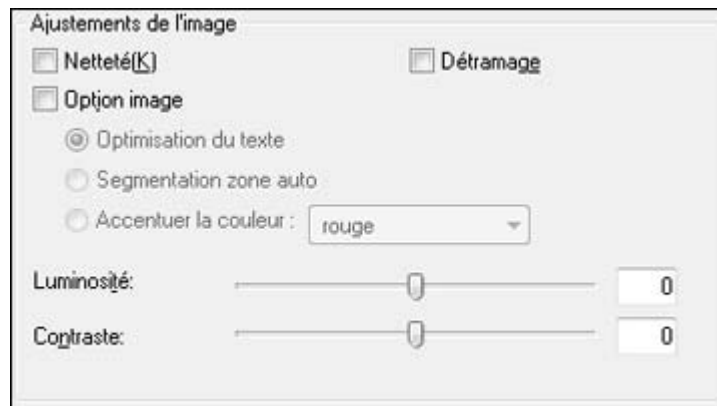 Ajustements de l'image
Netteté(K) Détramage
Option image
Optimisation du texte
Segmentation zone auto
Accentuer la couleur : rouge
Luminosité: 0
Contraste: 0